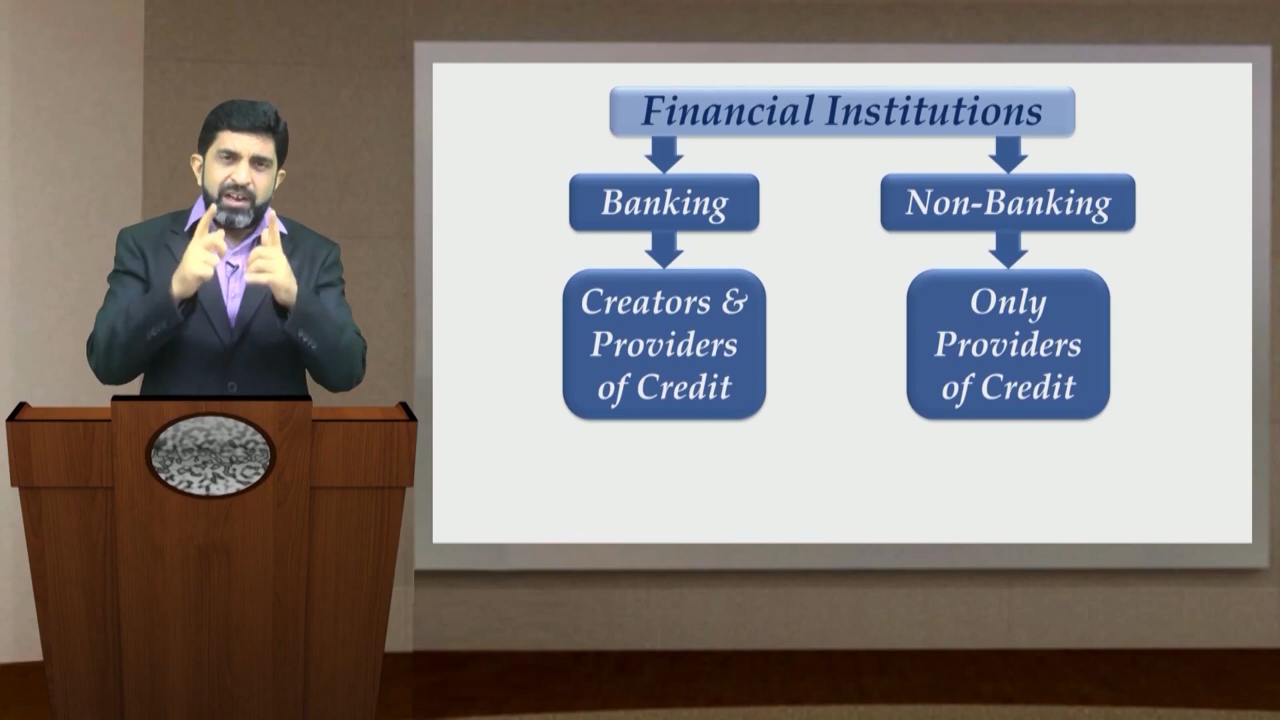 Financial Institutions
Banking
Non-Banking
Creators &
Providers
of Credit
Only
Providers
of Credit